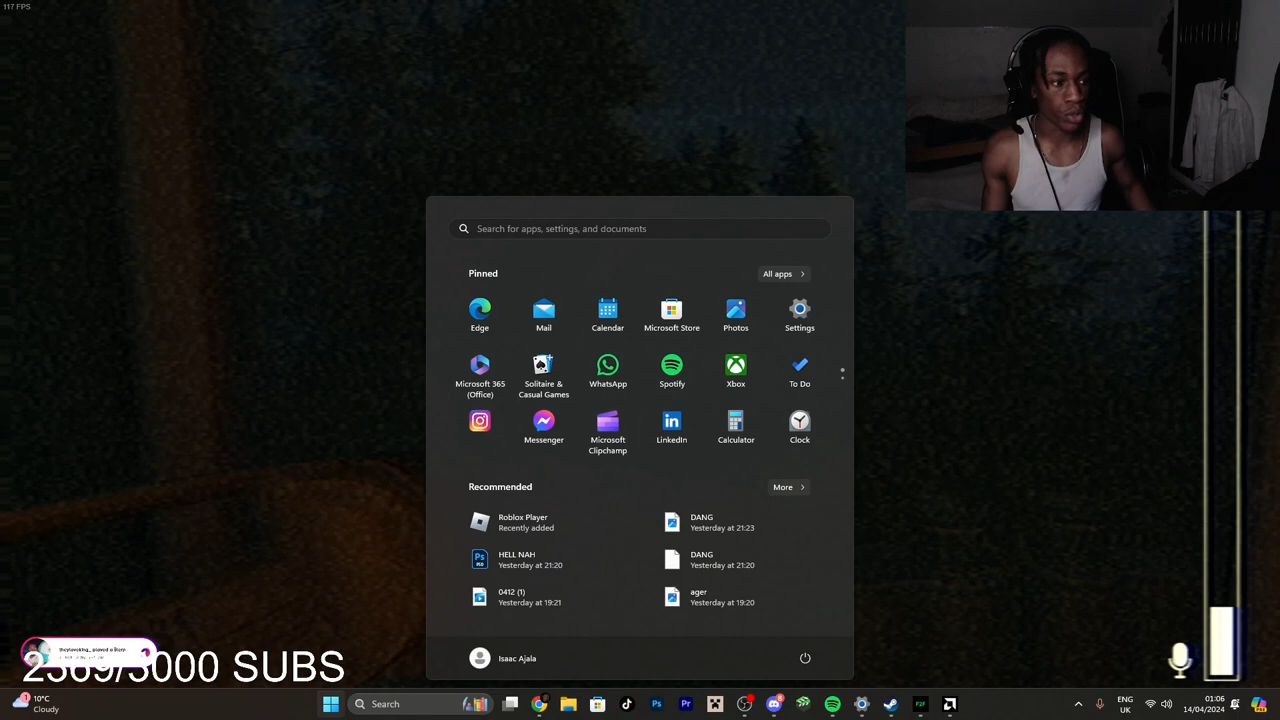 117 FPS
Search for apps, settings, and documents
Pinned
All apps
Edge
Mail
Calendar
Microsoft Store
Photos
Settings
Microsoft 365
(Office)
Solitaire &
Casual Games
WhatsApp
Spotify
Xbox
To Do
Messenger
Microsoft
Clipchamp
LinkedIn
Calculator
Clock
Recommended
More
Roblox Player
Recently added
DANG
Yesterday at 21:23
HELL NAH
Yesterday at 21:20
DANG
Yesterday at 21:20
0412 (1)
Yesterday at 19:21
ager
Yesterday at 19:20
Isaac Ajala
2569/3000 SUBS
10°C
Cloudy
Search
ENG
UK
01:06
14/04/2024